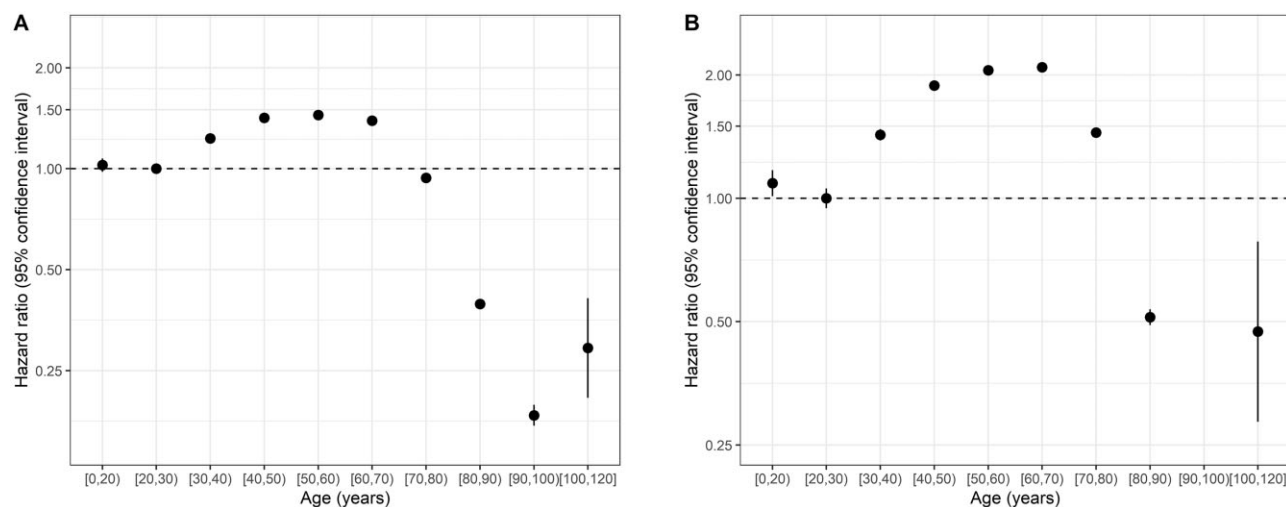 A
Hazard ratio (95% confidence interval)
2.00
1.50
1.00
0.50
0.25
[0,20) [20,30) [30,40) [40,50) [50,60) [60,70) [70,80) [80,90) [90,100) [100,120]
Age (years)
B
Hazard ratio (95% confidence interval)
2.00
1.50
1.00
0.50
0.25
[0,20) [20,30) [30,40) [40,50) [50,60) [60,70) [70,80) [80,90) [90,100) [100,120]
Age (years)